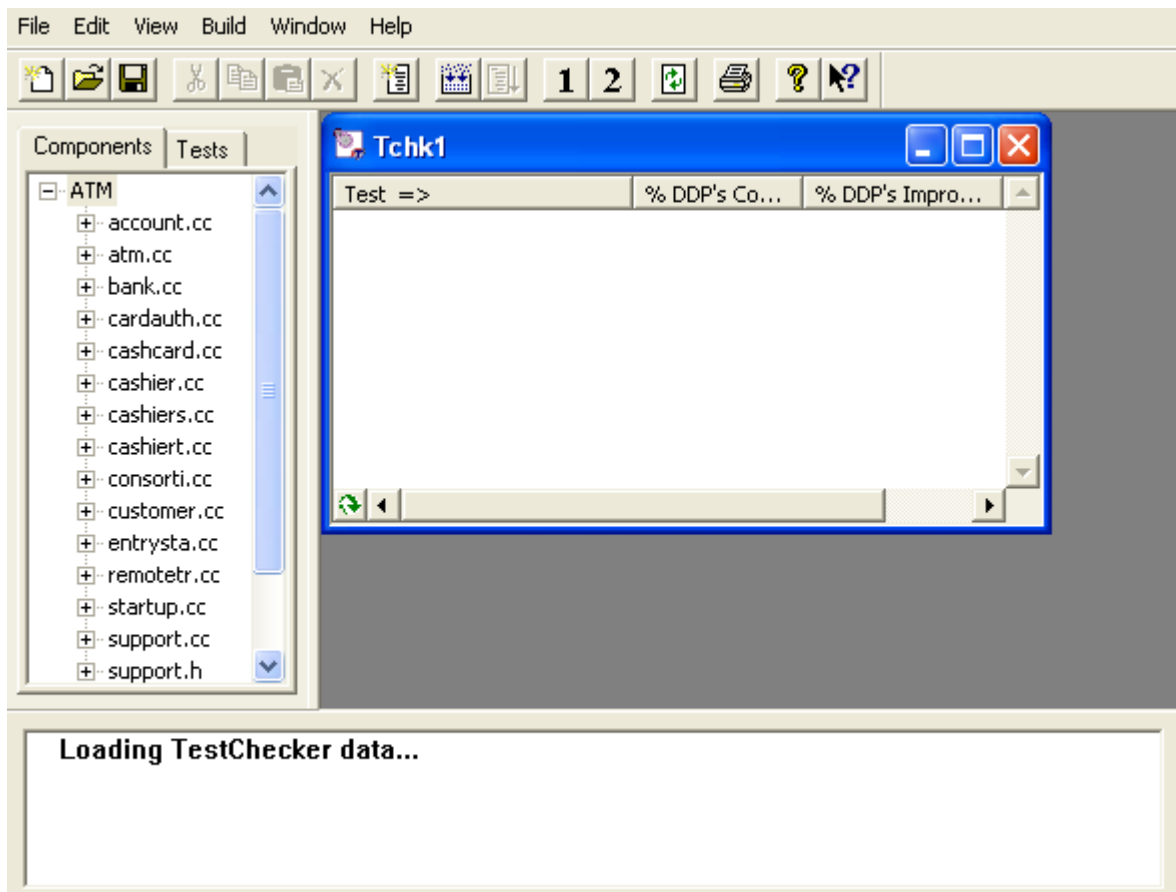 File Edit View Build Window Help
1 2
Components Tests
ATM
account.cc
atm.cc
bank.cc
cardauth.cc
cashcard.cc
cashier.cc
cashiers.cc
cashiert.cc
consorti.cc
customer.cc
entrysta.cc
remotetr.cc
startup.cc
support.cc
support.h
Tchk1
Test => % DDP's Co... % DDP's Impro...
Loading TestChecker data...